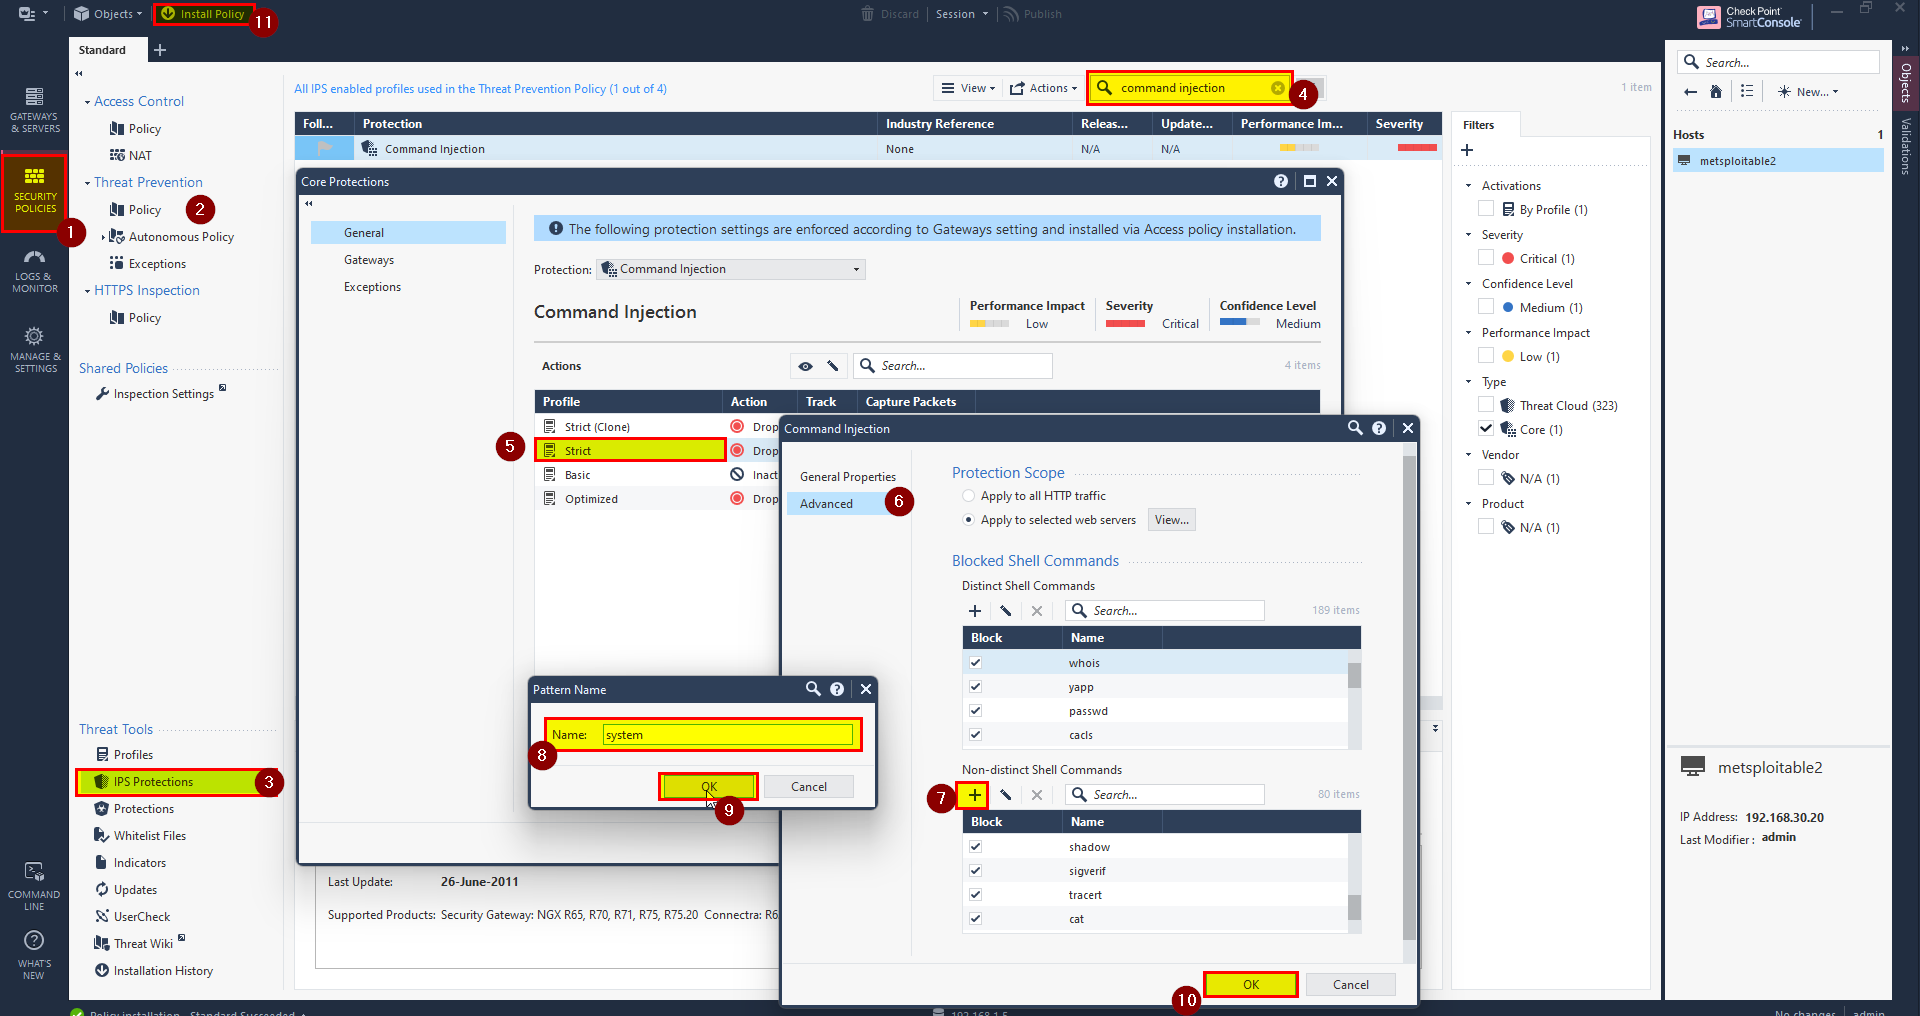 Objects
Install Policy
11
Discard
Session
Publish
Check Point
SmartConsole
Standard
GATEWAYS
& SERVERS
SECURITY
POLICIES
1
LOGS &
MONITOR
MANAGE &
SETTINGS
COMMAND
LINE
WHAT'S
NEW
Access Control
Policy
NAT
Threat Prevention
Policy
2
Autonomous Policy
Exceptions
HTTPS Inspection
Policy
Shared Policies
Inspection Settings
Threat Tools
Profiles
IPS Protections
3
Protections
Whitelist Files
Indicators
Updates
UserCheck
Threat Wiki
Installation History
All IPS enabled profiles used in the Threat Prevention Policy (1 out of 4)
View
Actions
command injection
4
1 item
Foll...
Protection
Industry Reference
Releas...
Update...
Performance Im...
Severity
Command Injection
None
N/A
N/A
Core Protections
General
Gateways
Exceptions
The following protection settings are enforced according to Gateways setting and installed via Access policy installation.
Protection:
Command Injection
Command Injection
Performance Impact
Low
Severity
Critical
Confidence Level
Medium
Actions
Search...
4 items
Profile
Action
Track
Capture Packets
Strict (Clone)
Drop
5
Strict
Drop
Basic
Inact
Optimized
Drop
Command Injection
General Properties
Advanced
6
Protection Scope
Apply to all HTTP traffic
Apply to selected web servers
View...
Blocked Shell Commands
Distinct Shell Commands
Search...
189 items
Block
Name
whois
yapp
passwd
cacls
Non-distinct Shell Commands
7
Search...
80 items
Block
Name
shadow
sigverif
tracert
cat
10
OK
Cancel
Pattern Name
Name:
system
8
OK
Cancel
9
Last Update:
26-June-2011
Supported Products:
Security Gateway: NGX R65, R70, R71, R75, R75.20 Connectra: R6
Filters
Activations
By Profile (1)
Severity
Critical (1)
Confidence Level
Medium (1)
Performance Impact
Low (1)
Type
Threat Cloud (323)
Core (1)
Vendor
N/A (1)
Product
N/A (1)
Search...
New...
Hosts
1
metsploitable2
metsploitable2
IP Address:
192.168.30.20
Last Modifier :
admin
Objects
Validations
Policy installation - Standard Succeeded
192.168.1.5
No changes
admin